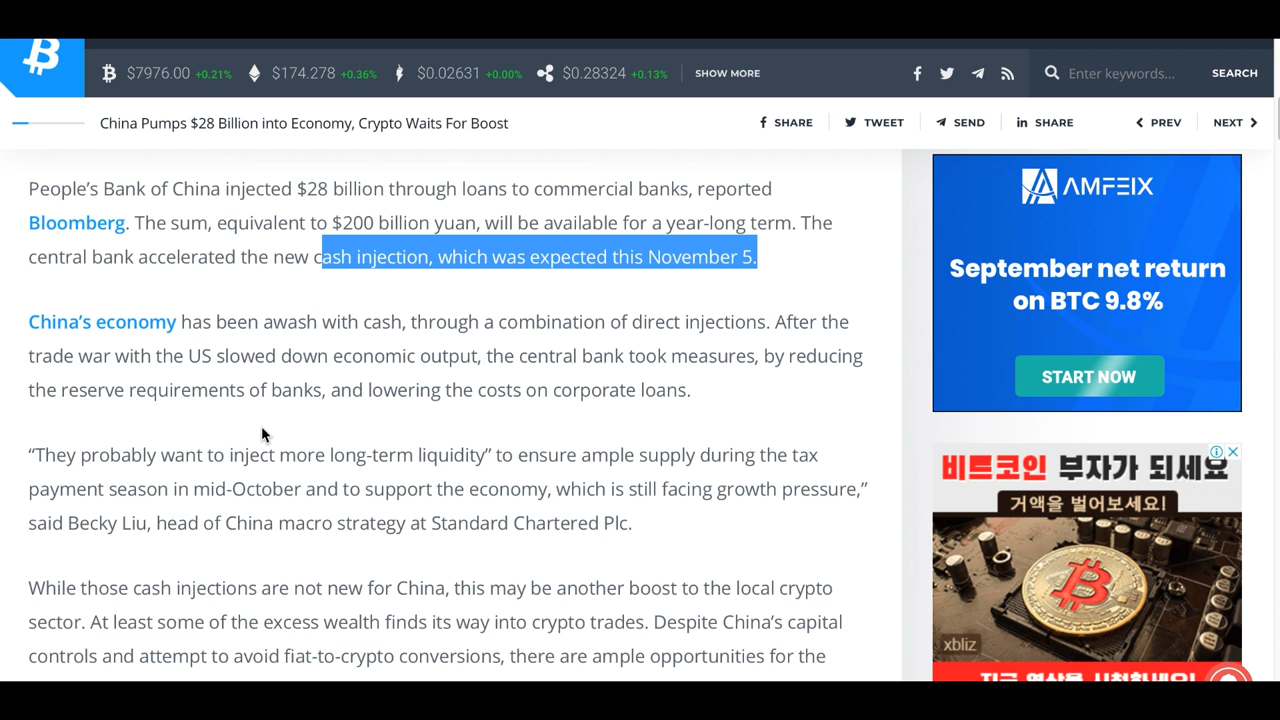 $7976.00 +0.21% $174.278 +0.36% $0.02631 +0.00% $0.28324 +0.13% SHOW MORE Enter keywords... SEARCH
China Pumps $28 Billion into Economy, Crypto Waits For Boost SHARE TWEET SEND SHARE PREV NEXT
People’s Bank of China injected $28 billion through loans to commercial banks, reported
Bloomberg. The sum, equivalent to $200 billion yuan, will be available for a year-long term. The
central bank accelerated the new cash injection, which was expected this November 5.
China’s economy has been awash with cash, through a combination of direct injections. After the
trade war with the US slowed down economic output, the central bank took measures, by reducing
the reserve requirements of banks, and lowering the costs on corporate loans.
“They probably want to inject more long-term liquidity” to ensure ample supply during the tax
payment season in mid-October and to support the economy, which is still facing growth pressure,”
said Becky Liu, head of China macro strategy at Standard Chartered Plc.
While those cash injections are not new for China, this may be another boost to the local crypto
sector. At least some of the excess wealth finds its way into crypto trades. Despite China’s capital
controls and attempt to avoid fiat-to-crypto conversions, there are ample opportunities for the
AMFEIX
September net return
on BTC 9.8%
START NOW
비트코인 부자가 되세요
거액을 벌어보세요!
xbliz